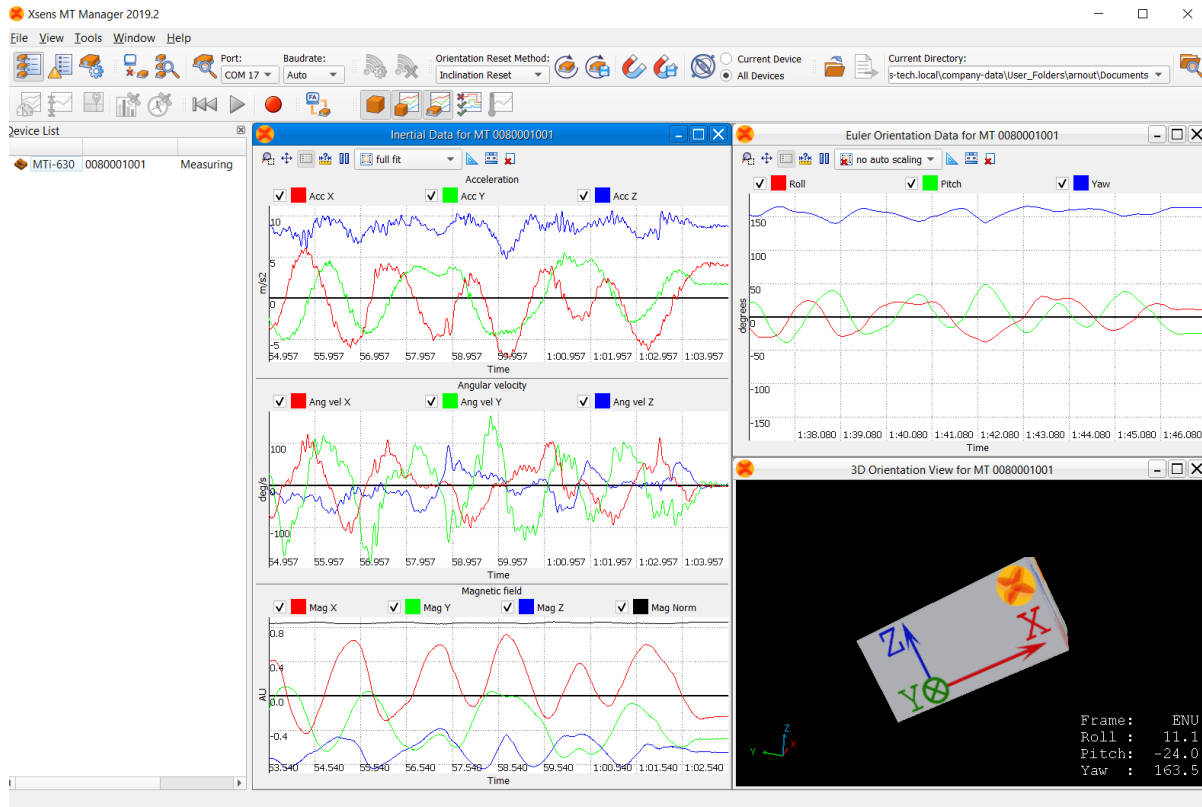 Xsens MT Manager 2019.2
File View Tools Window Help
Port: Baudrate: Orientation Reset Method: Current Device Current Directory:
COM 17 Auto Inclination Reset All Devices s-tech.local\company-data\User_Folders\arnout\Documents
FA
Device List
MTi-630 0080001001 Measuring
Inertial Data for MT 0080001001
full fit
Acceleration
Acc X Acc Y Acc Z
10
5
0
-5
m/s2
54.957 55.957 56.957 57.957 58.957 59.957 1:00.957 1:01.957 1:02.957 1:03.957
Time
Angular velocity
Ang vel X Ang vel Y Ang vel Z
100
0
-100
deg/s
54.957 55.957 56.957 57.957 58.957 59.957 1:00.957 1:01.957 1:02.957 1:03.957
Time
Magnetic field
Mag X Mag Y Mag Z Mag Norm
0.8
0.4
0.0
-0.4
AU
53.540 54.540 55.540 56.540 57.540 58.540 59.540 1:00.540 1:01.540 1:02.540
Time
Euler Orientation Data for MT 0080001001
no auto scaling
Roll Pitch Yaw
150
100
50
0
-50
-100
-150
degrees
1:38.080 1:39.080 1:40.080 1:41.080 1:42.080 1:43.080 1:44.080 1:45.080 1:46.080
Time
3D Orientation View for MT 0080001001
Z X
Y
Z
Y X
Frame: ENU
Roll : 11.1
Pitch: -24.0
Yaw : 163.5